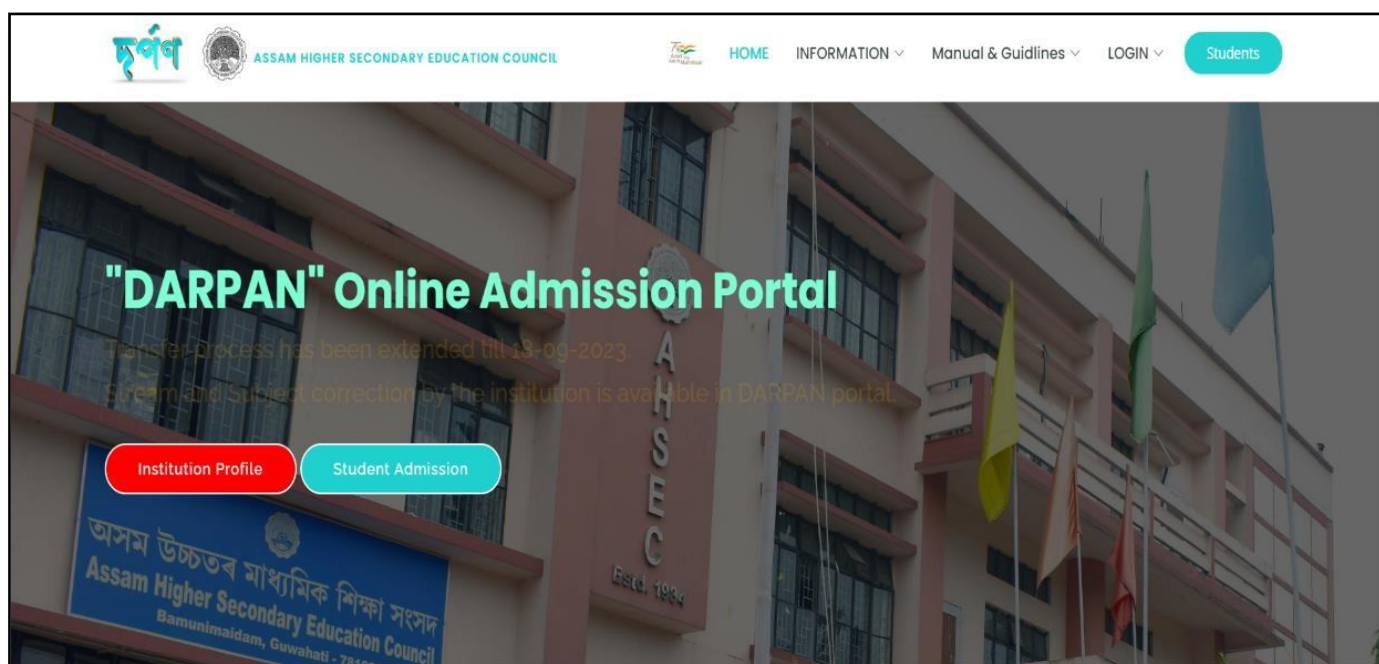 দৰ্পণ
ASSAM HIGHER SECONDARY EDUCATION COUNCIL
HOME
INFORMATION
Manual & Guidlines
LOGIN
Students
"DARPAN" Online Admission Portal
Transfer process has been extended till 18-09-2023.
Stream and Subject correction by the institution is available in DARPAN portal.
Institution Profile
Student Admission
AHSEC
Estd. 1984
অসম উচ্চতৰ মাধ্যমিক শিক্ষা সংসদ
Assam Higher Secondary Education Council
Bamunimaidam, Guwahati -